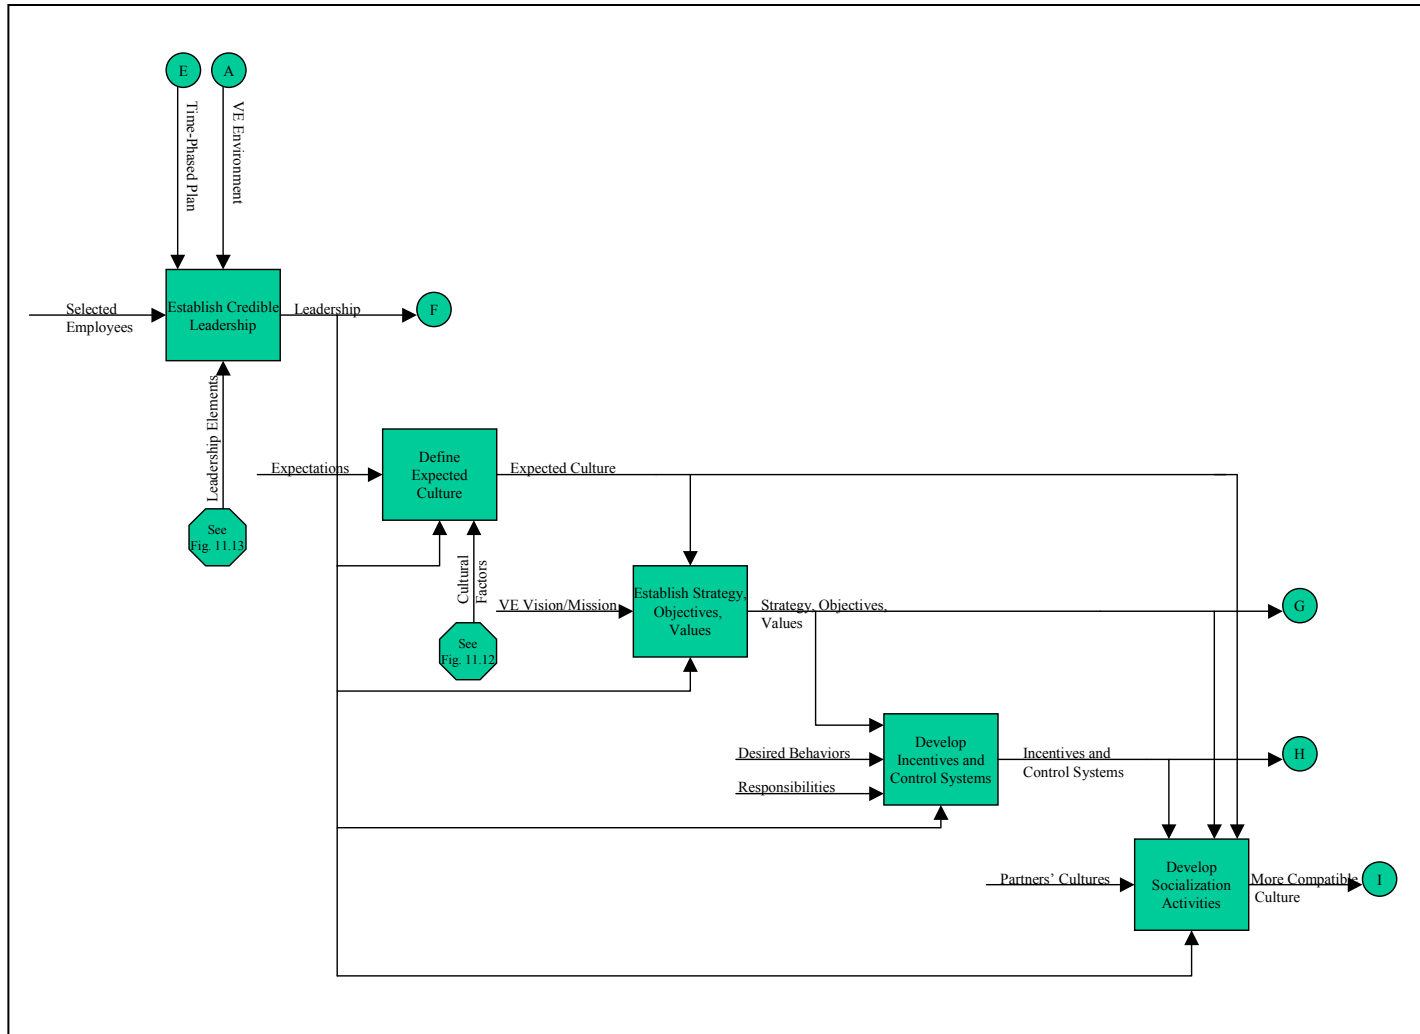 E
A
Time-Phased Plan
VE Environment
Selected
Employees
Establish Credible
Leadership
Leadership
F
Leadership Elements
See
Fig. 11.13
Expectations
Define
Expected
Culture
Expected Culture
Cultural
Factors
See
Fig. 11.12
VE Vision/Mission
Establish Strategy,
Objectives,
Values
Strategy, Objectives,
Values
G
Desired Behaviors
Responsibilities
Develop
Incentives and
Control Systems
Incentives and
Control Systems
H
Partners’ Cultures
Develop
Socialization
Activities
More Compatible
Culture
I